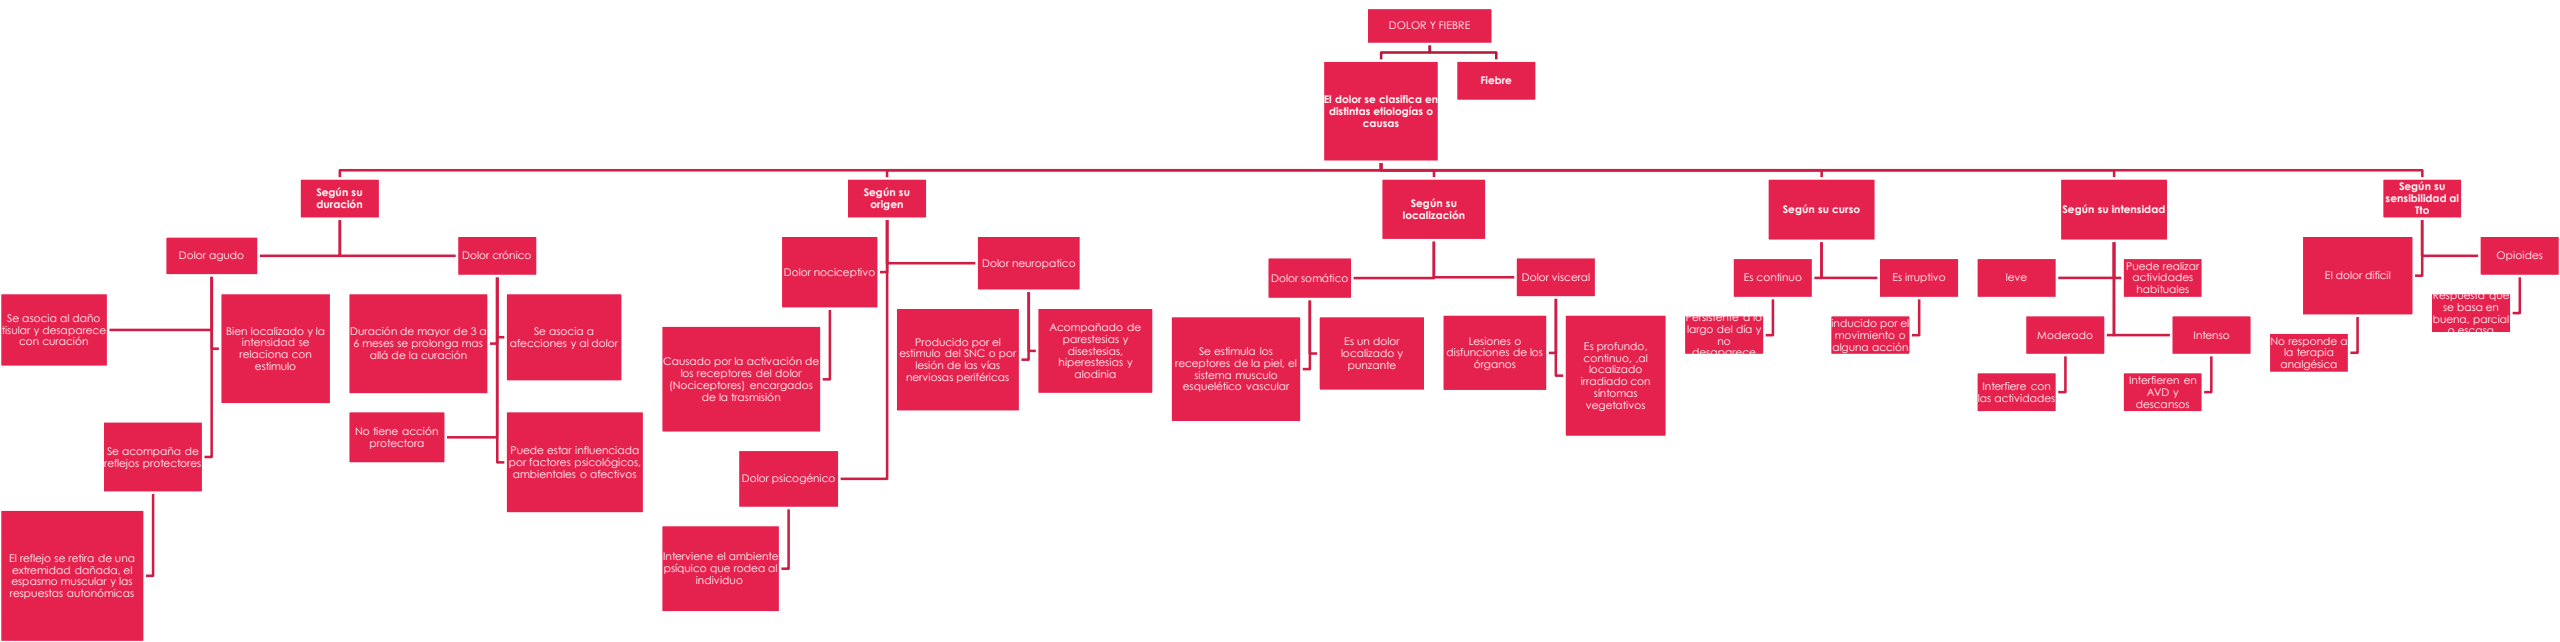 DOLOR Y FIEBRE
El dolor se clasifica en
distintas etiologías o
causas
Fiebre
Según su
duración
Dolor agudo
Se asocia al daño
tisular y desaparece
con curación
Bien localizado y la
intensidad se
relaciona con
estimulo
Se acompaña de
reflejos protectores
El reflejo se retira de una
extremidad dañada, el
espasmo muscular y las
respuestas autonómicas
Dolor crónico
Duración de mayor de 3 a
6 meses se prolonga mas
allá de la curación
Se asocia a
afecciones y al dolor
No tiene acción
protectora
Puede estar influenciada
por factores psicológicos,
ambientales o afectivos
Según su
origen
Dolor nociceptivo
Causado por la activación de
los receptores del dolor
(Nociceptores) encargados
de la trasmisión
Dolor neuropatico
Producido por el
estimulo del SNC o por
lesión de las vías
nerviosas periféricas
Acompañado de
parestesias y
disestesias,
hiperestesias y
alodinia
Dolor psicogénico
Interviene el ambiente
psíquico que rodea al
individuo
Según su
localización
Dolor somático
Se estimula los
receptores de la piel, el
sistema musculo
esquelético vascular
Es un dolor
localizado y
punzante
Dolor visceral
Lesiones o
disfunciones de los
órganos
Es profundo,
continuo, ,al
localizado
irradiado con
síntomas
vegetativos
Según su curso
Es continuo
Persistente a lo
largo del día y
no
desaparece
Es irruptivo
inducido por el
movimiento o
alguna acción
Según su intensidad
leve
Puede realizar
actividades
habituales
Moderado
Interfiere con
las actividades
Intenso
Interfieren en
AVD y
descansos
Según su
sensibilidad al
Tto
El dolor difícil
No responde a
la terapia
analgésica
Opioides
Respuesta que
se basa en
buena, parcial
o escasa